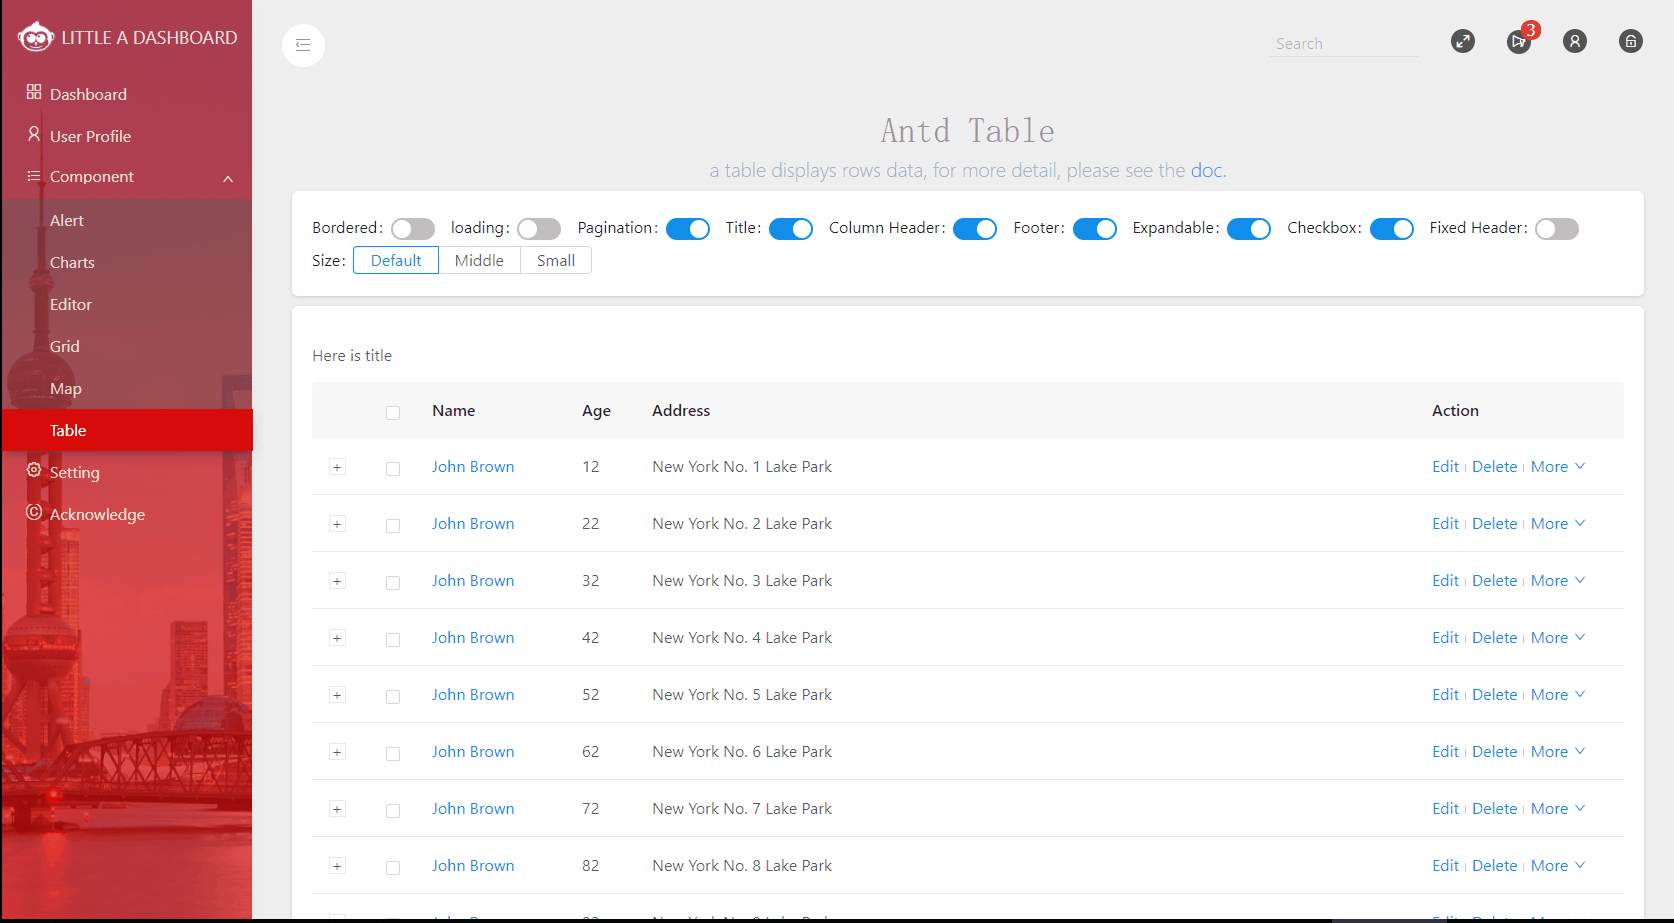 LITTLE A DASHBOARD
Dashboard
User Profile
Component
Alert
Charts
Editor
Grid
Map
Table
Setting
Acknowledge
Search
3
Antd Table
a table displays rows data, for more detail, please see the doc.
Bordered: loading: Pagination: Title: Column Header: Footer: Expandable: Checkbox: Fixed Header:
Size: Default Middle Small
Here is title
Name Age Address Action
John Brown 12 New York No. 1 Lake Park Edit Delete More
John Brown 22 New York No. 2 Lake Park Edit Delete More
John Brown 32 New York No. 3 Lake Park Edit Delete More
John Brown 42 New York No. 4 Lake Park Edit Delete More
John Brown 52 New York No. 5 Lake Park Edit Delete More
John Brown 62 New York No. 6 Lake Park Edit Delete More
John Brown 72 New York No. 7 Lake Park Edit Delete More
John Brown 82 New York No. 8 Lake Park Edit Delete More